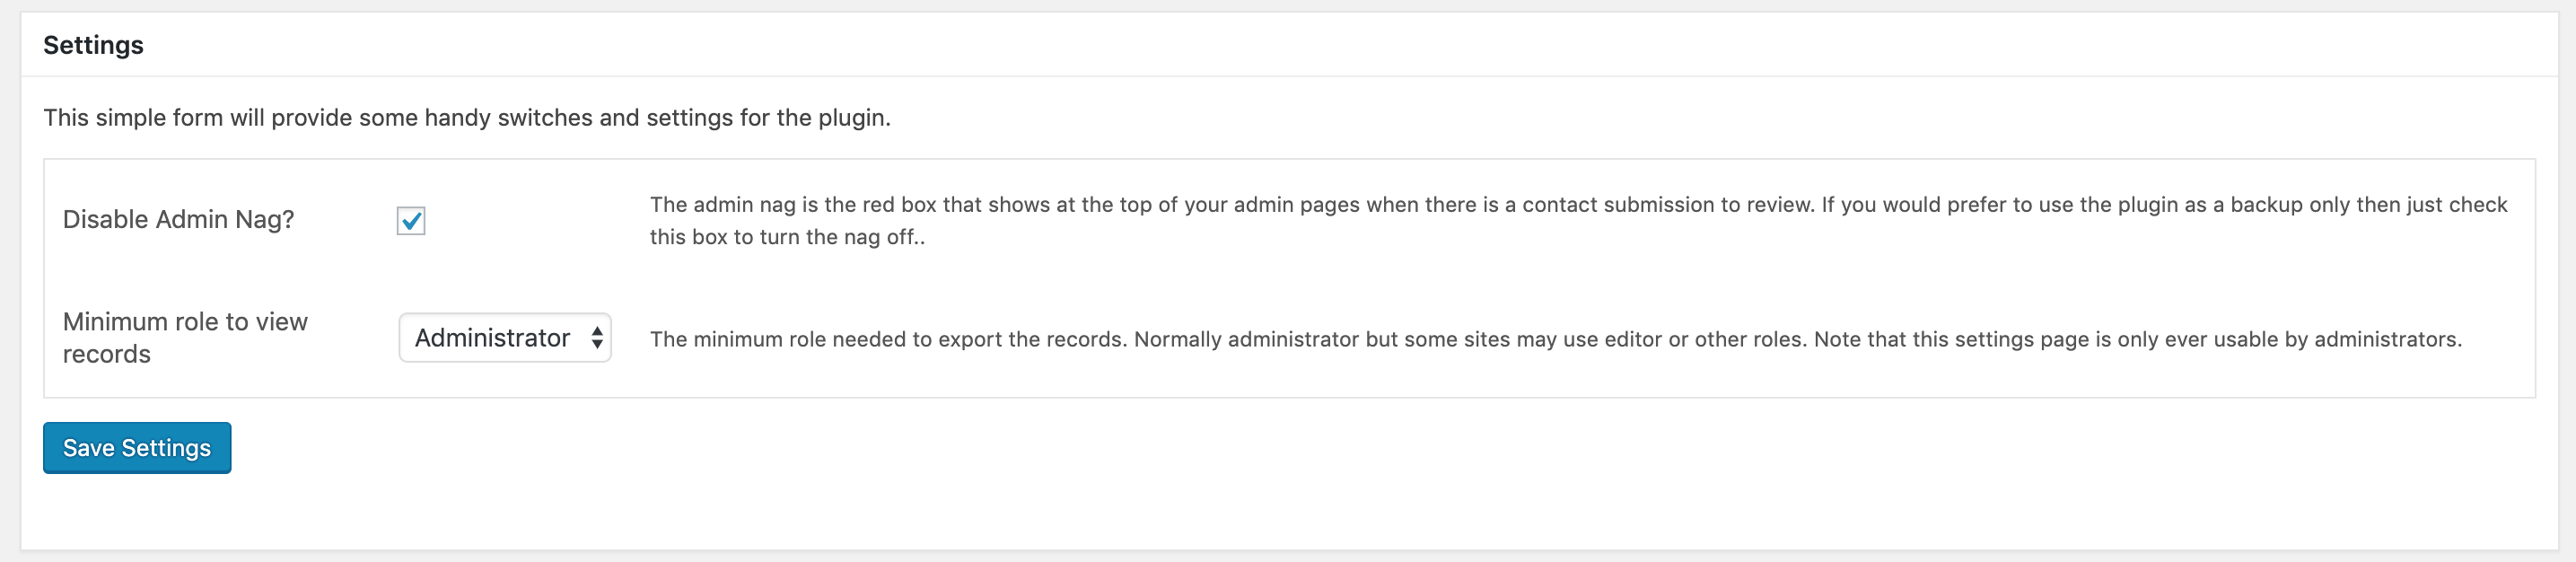 Settings
This simple form will provide some handy switches and settings for the plugin.
Disable Admin Nag?
The admin nag is the red box that shows at the top of your admin pages when there is a contact submission to review. If you would prefer to use the plugin as a backup only then just check
this box to turn the nag off..
Minimum role to view
records
Administrator
The minimum role needed to export the records. Normally administrator but some sites may use editor or other roles. Note that this settings page is only ever usable by administrators.
Save Settings